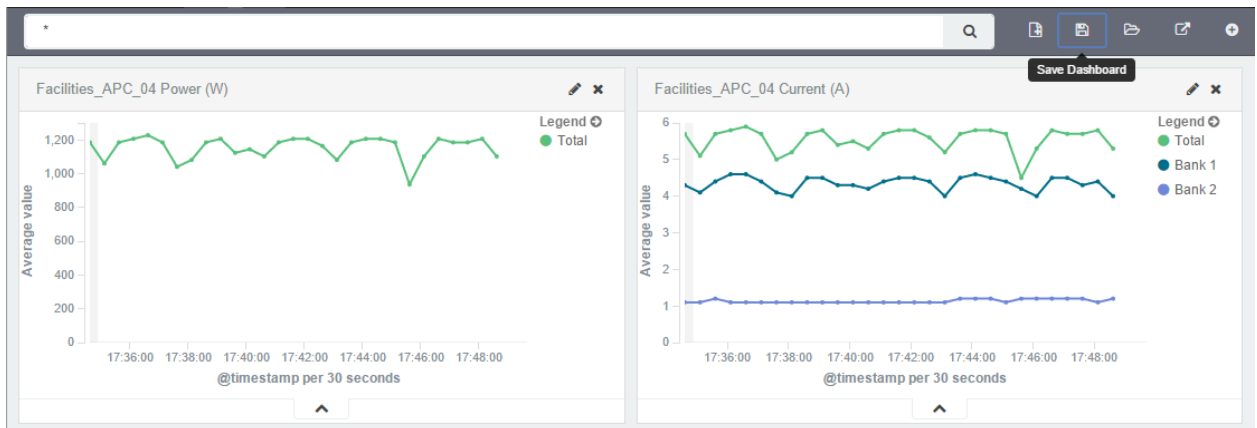 *
Save Dashboard
Facilities_APC_04 Power (W)
Legend
Total
1,200
1,000
800
600
400
200
0
Average value
17:36:00 17:38:00 17:40:00 17:42:00 17:44:00 17:46:00 17:48:00
@timestamp per 30 seconds
Facilities_APC_04 Current (A)
Legend
Total
Bank 1
Bank 2
6
5
4
3
2
1
0
Average value
17:36:00 17:38:00 17:40:00 17:42:00 17:44:00 17:46:00 17:48:00
@timestamp per 30 seconds